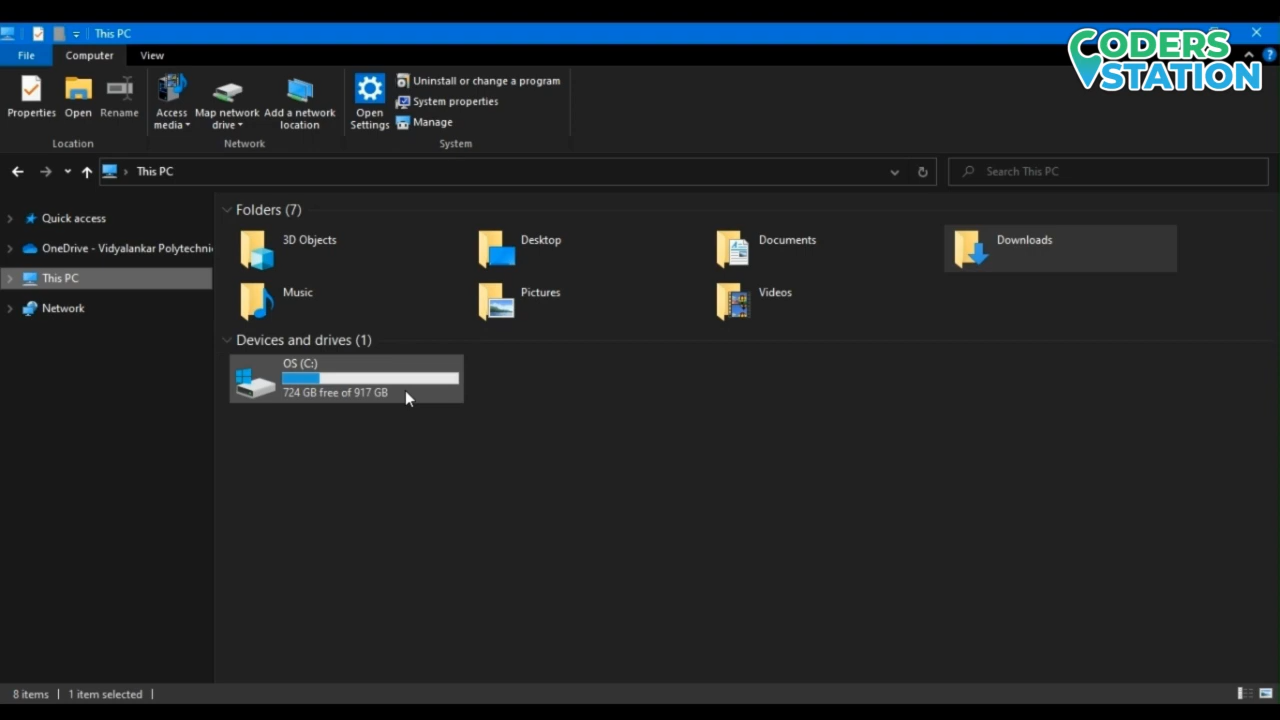 This PC
CODERS
STATION
File
Computer
View
Properties
Open
Rename
Access
media
Map network
drive
Add a network
location
Open
Settings
Uninstall or change a program
System properties
Manage
Location
Network
System
This PC
Search This PC
Quick access
OneDrive - Vidyalankar Polytechnic
This PC
Network
Folders (7)
3D Objects
Desktop
Documents
Downloads
Music
Pictures
Videos
Devices and drives (1)
OS (C:)
724 GB free of 917 GB
8 items
1 item selected